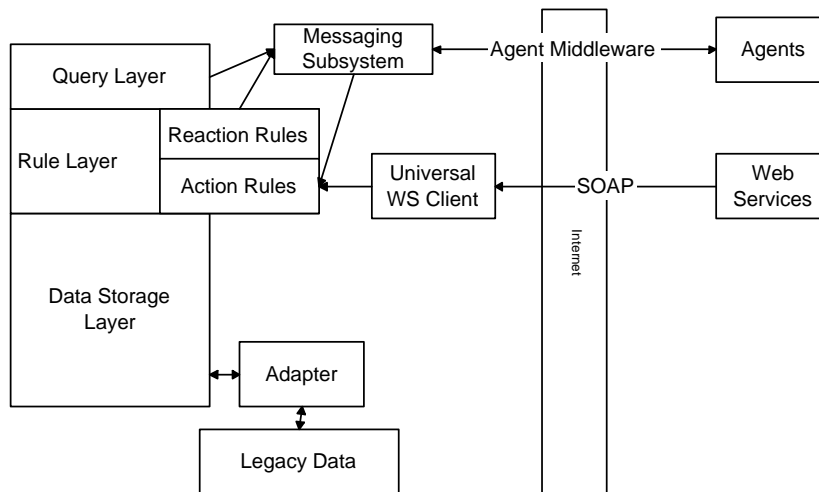 Messaging
Subsystem
Agent Middleware
Agents
Query Layer
Reaction Rules
Rule Layer
Action Rules
Universal
WS Client
SOAP
Web
Services
Internet
Data Storage
Layer
Adapter
Legacy Data